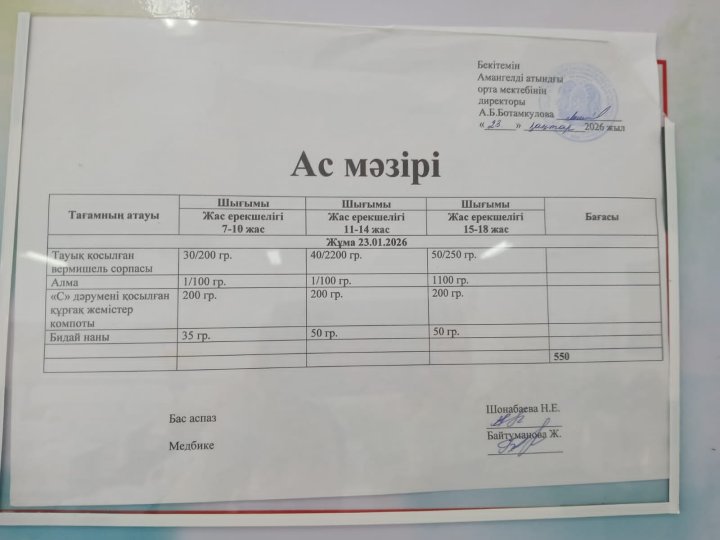 Бекітемін
Амангелді атындғы
орта мектебінің
директоры
А.Б.Ботамкулова
« 23 » қаңтар 2026 жыл
Ас мәзірі
Тағамның атауы Шығымы Шығымы Шығымы Бағасы
Жас ерекшелігі Жас ерекшелігі Жас ерекшелігі
7-10 жас 11-14 жас 15-18 жас
Жұма 23.01.2026
Тауық қосылған 30/200 гр. 40/2200 гр. 50/250 гр.
вермишель сорпасы
Алма 1/100 гр. 1/100 гр. 1100 гр.
«С» дәрумені қосылған 200 гр. 200 гр. 200 гр.
құрғақ жемістер
компоты
Бидай наны 35 гр. 50 гр. 50 гр.
550
Бас аспаз Шонабаева Н.Е.
Медбике Байтуманова Ж.